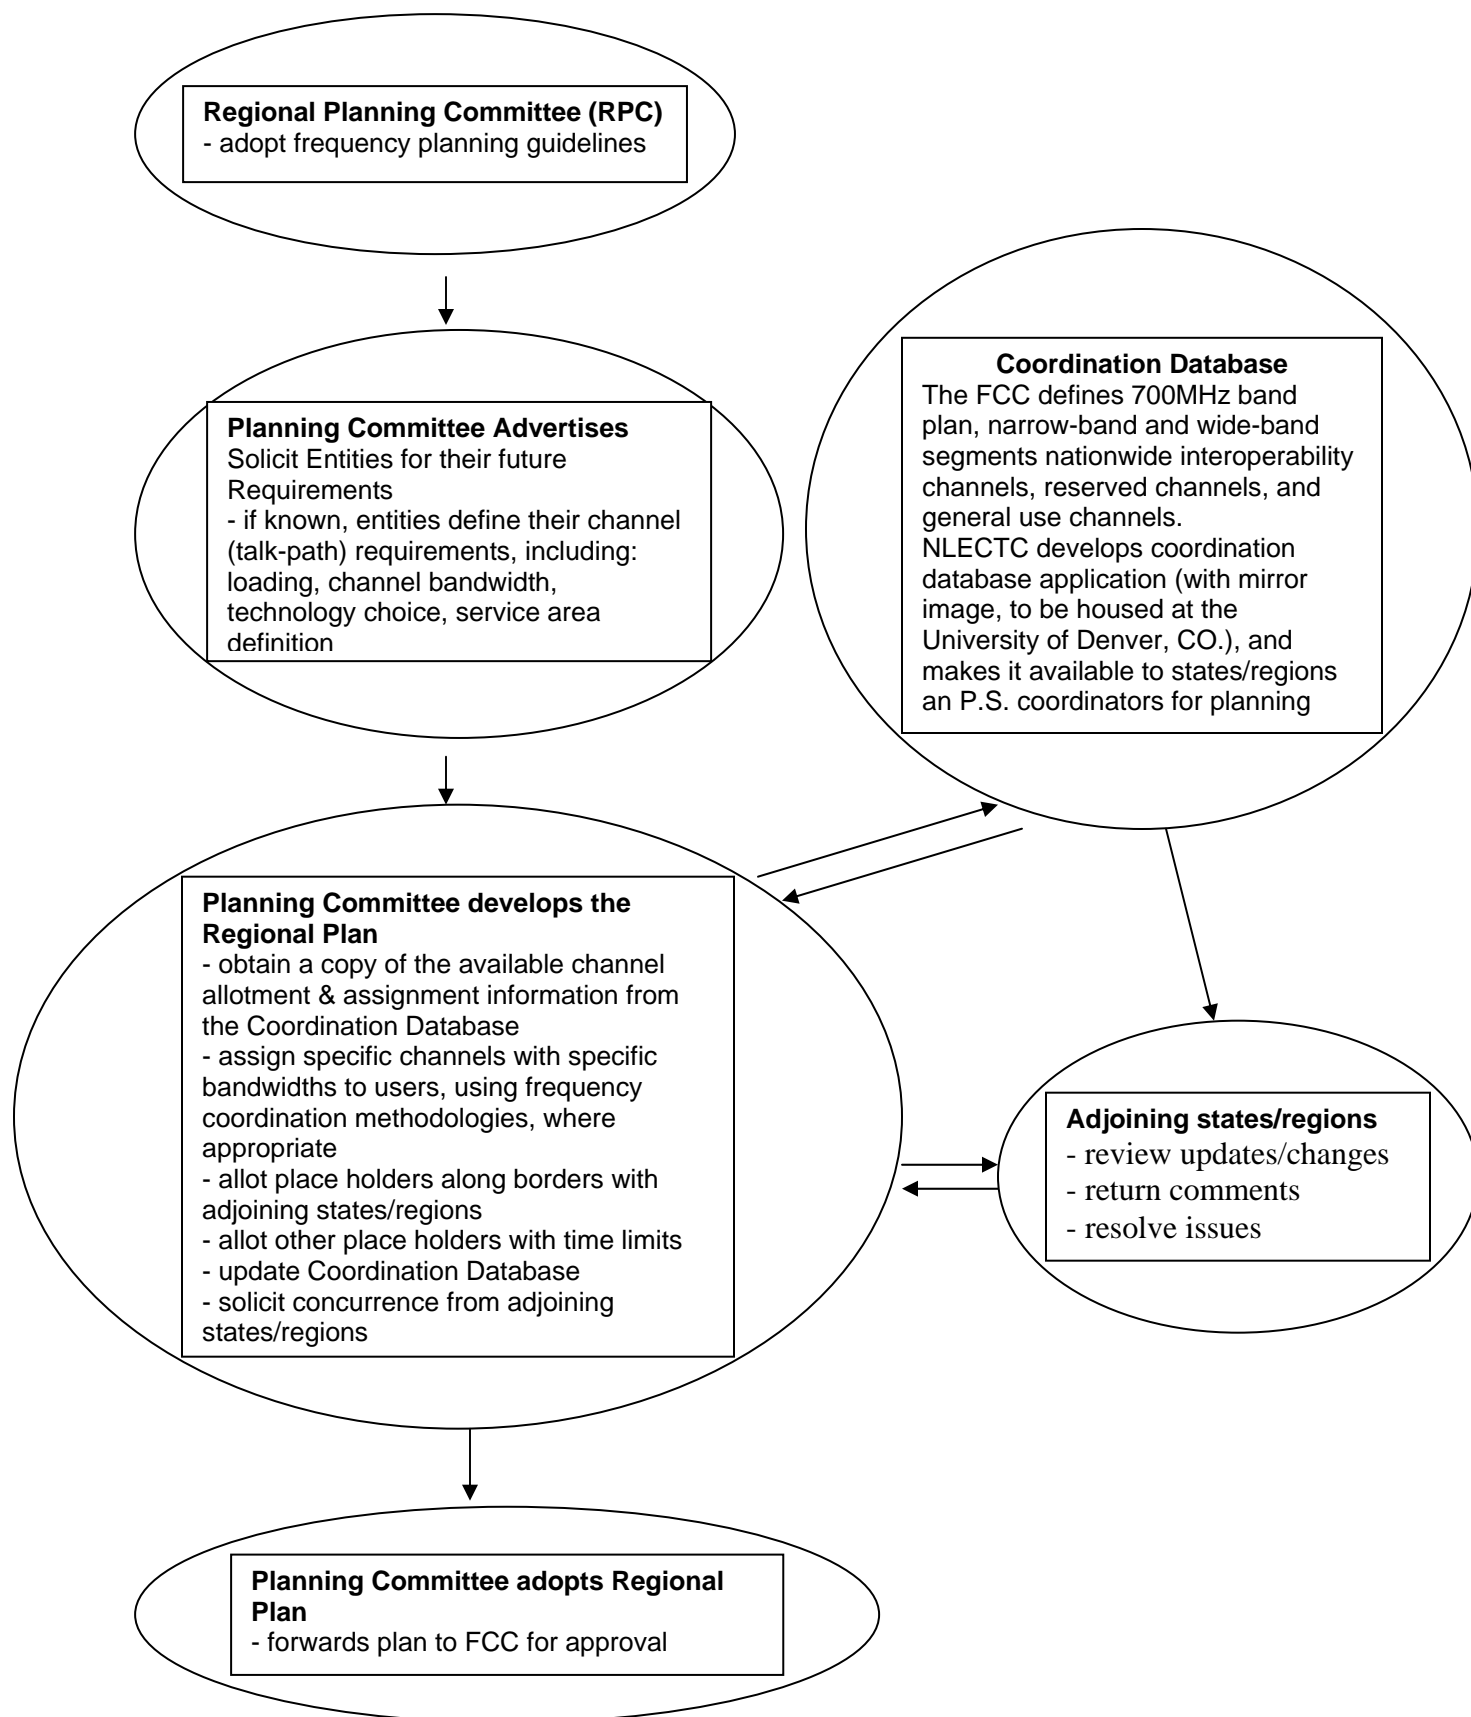 Regional Planning Committee (RPC)
- adopt frequency planning guidelines
Planning Committee Advertises
Solicit Entities for their future
Requirements
- if known, entities define their channel
(talk-path) requirements, including:
loading, channel bandwidth,
technology choice, service area
definition
Coordination Database
The FCC defines 700MHz band
plan, narrow-band and wide-band
segments nationwide interoperability
channels, reserved channels, and
general use channels.
NLECTC develops coordination
database application (with mirror
image, to be housed at the
University of Denver, CO.), and
makes it available to states/regions
an P.S. coordinators for planning
Planning Committee develops the
Regional Plan
- obtain a copy of the available channel
allotment & assignment information from
the Coordination Database
- assign specific channels with specific
bandwidths to users, using frequency
coordination methodologies, where
appropriate
- allot place holders along borders with
adjoining states/regions
- allot other place holders with time limits
- update Coordination Database
- solicit concurrence from adjoining
states/regions
Adjoining states/regions
- review updates/changes
- return comments
- resolve issues
Planning Committee adopts Regional
Plan
- forwards plan to FCC for approval